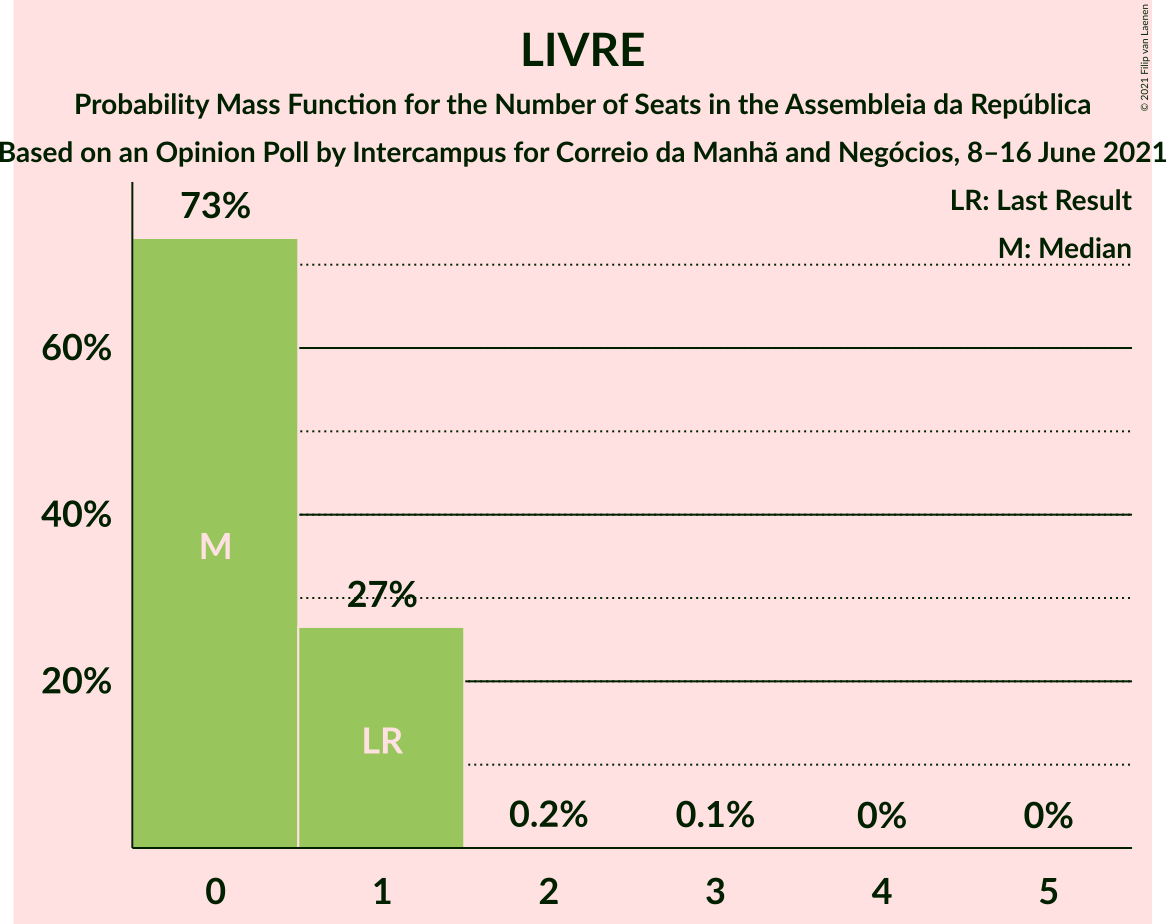 LIVRE
Probability Mass Function for the Number of Seats in the Assembleia da República
Based on an Opinion Poll by Intercampus for Correio da Manhã and Negócios, 8–16 June 2021
© 2021 Filip van Laenen
LR: Last Result
M: Median
73%
60%
40%
M
27%
20%
LR
0.2%
0.1%
0%
0%
0
1
2
3
4
5